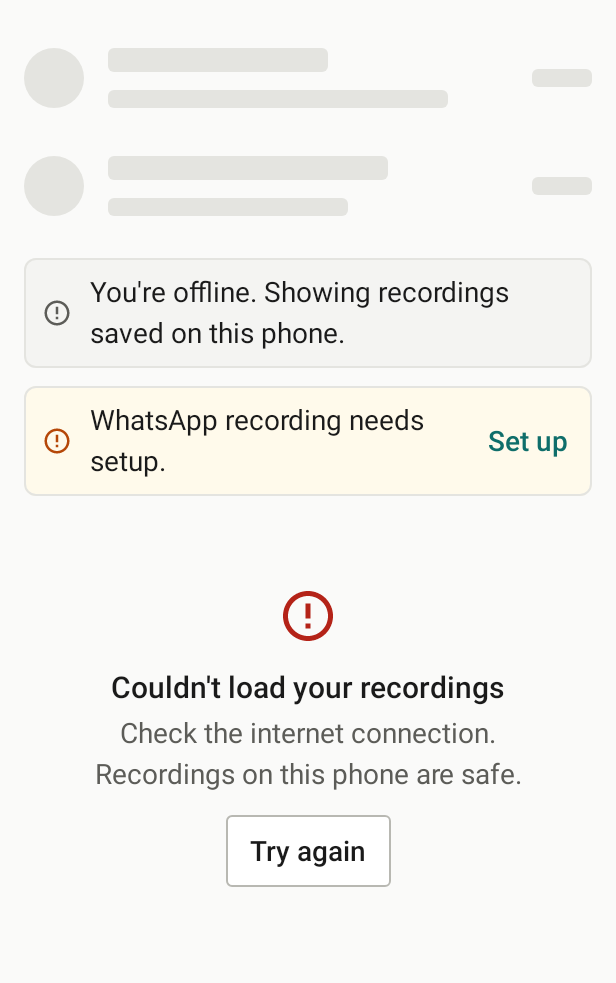 You're offline. Showing recordings
saved on this phone.
WhatsApp recording needs
setup.
Set up
Couldn't load your recordings
Check the internet connection.
Recordings on this phone are safe.
Try again